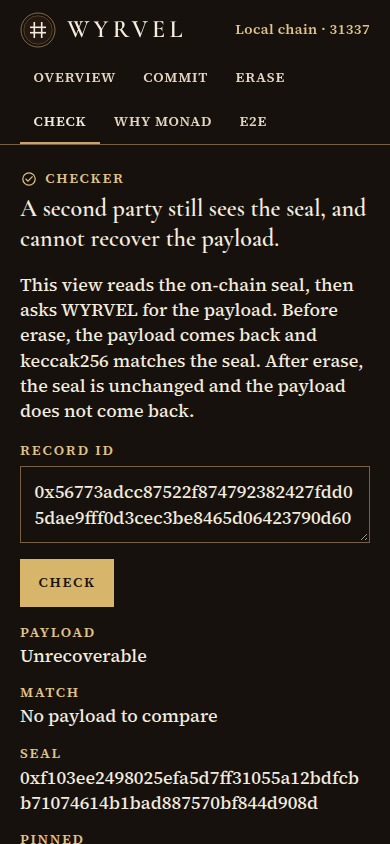 WYRVEL
Local chain · 31337
OVERVIEW COMMIT ERASE
CHECK WHY MONAD E2E
CHECKER
A second party still sees the seal, and
cannot recover the payload.
This view reads the on-chain seal, then
asks WYRVEL for the payload. Before
erase, the payload comes back and
keccak256 matches the seal. After erase,
the seal is unchanged and the payload
does not come back.
RECORD ID
0x56773adcc87522f874792382427fdd0
5dae9fff0d3cec3be8465d06423790d60
CHECK
PAYLOAD
Unrecoverable
MATCH
No payload to compare
SEAL
0xf103ee2498025efa5d7ff31055a12bdfcb
b71074614b1bad887570bf844d908d
PINNED